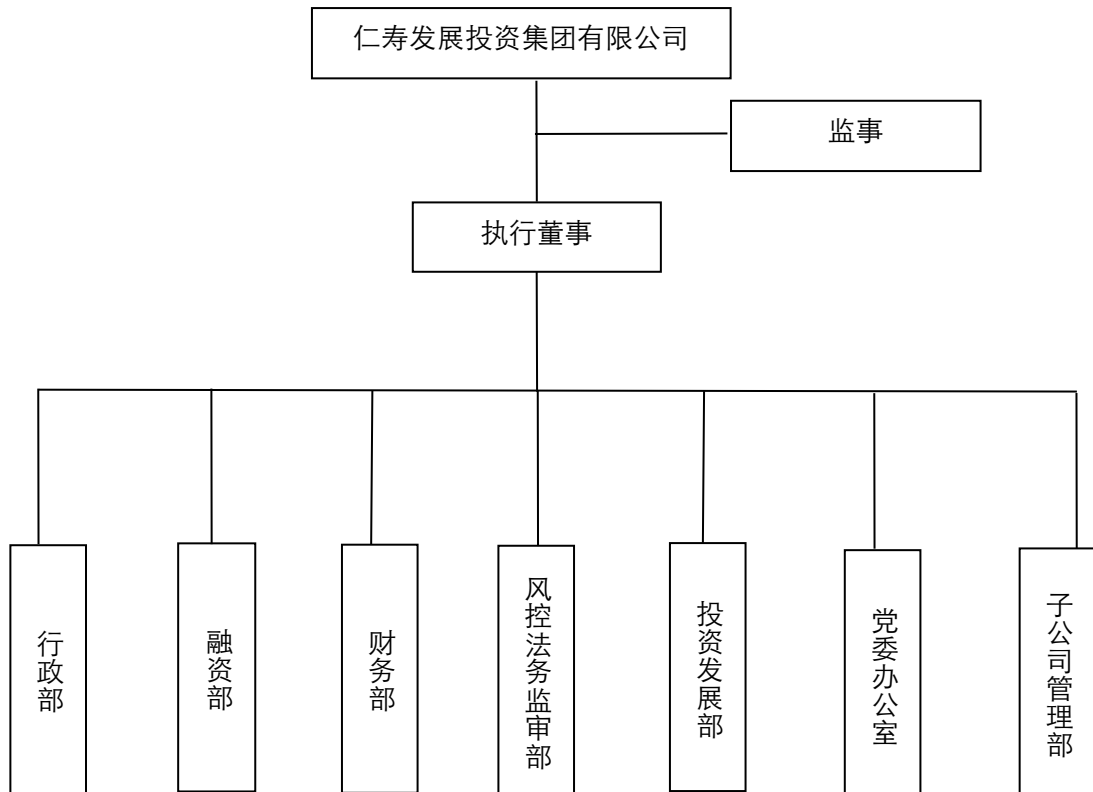 仁寿发展投资集团有限公司
监事
执行董事
行政部
融资部
财务部
风控法务监审部
投资发展部
党委办公室
子公司管理部